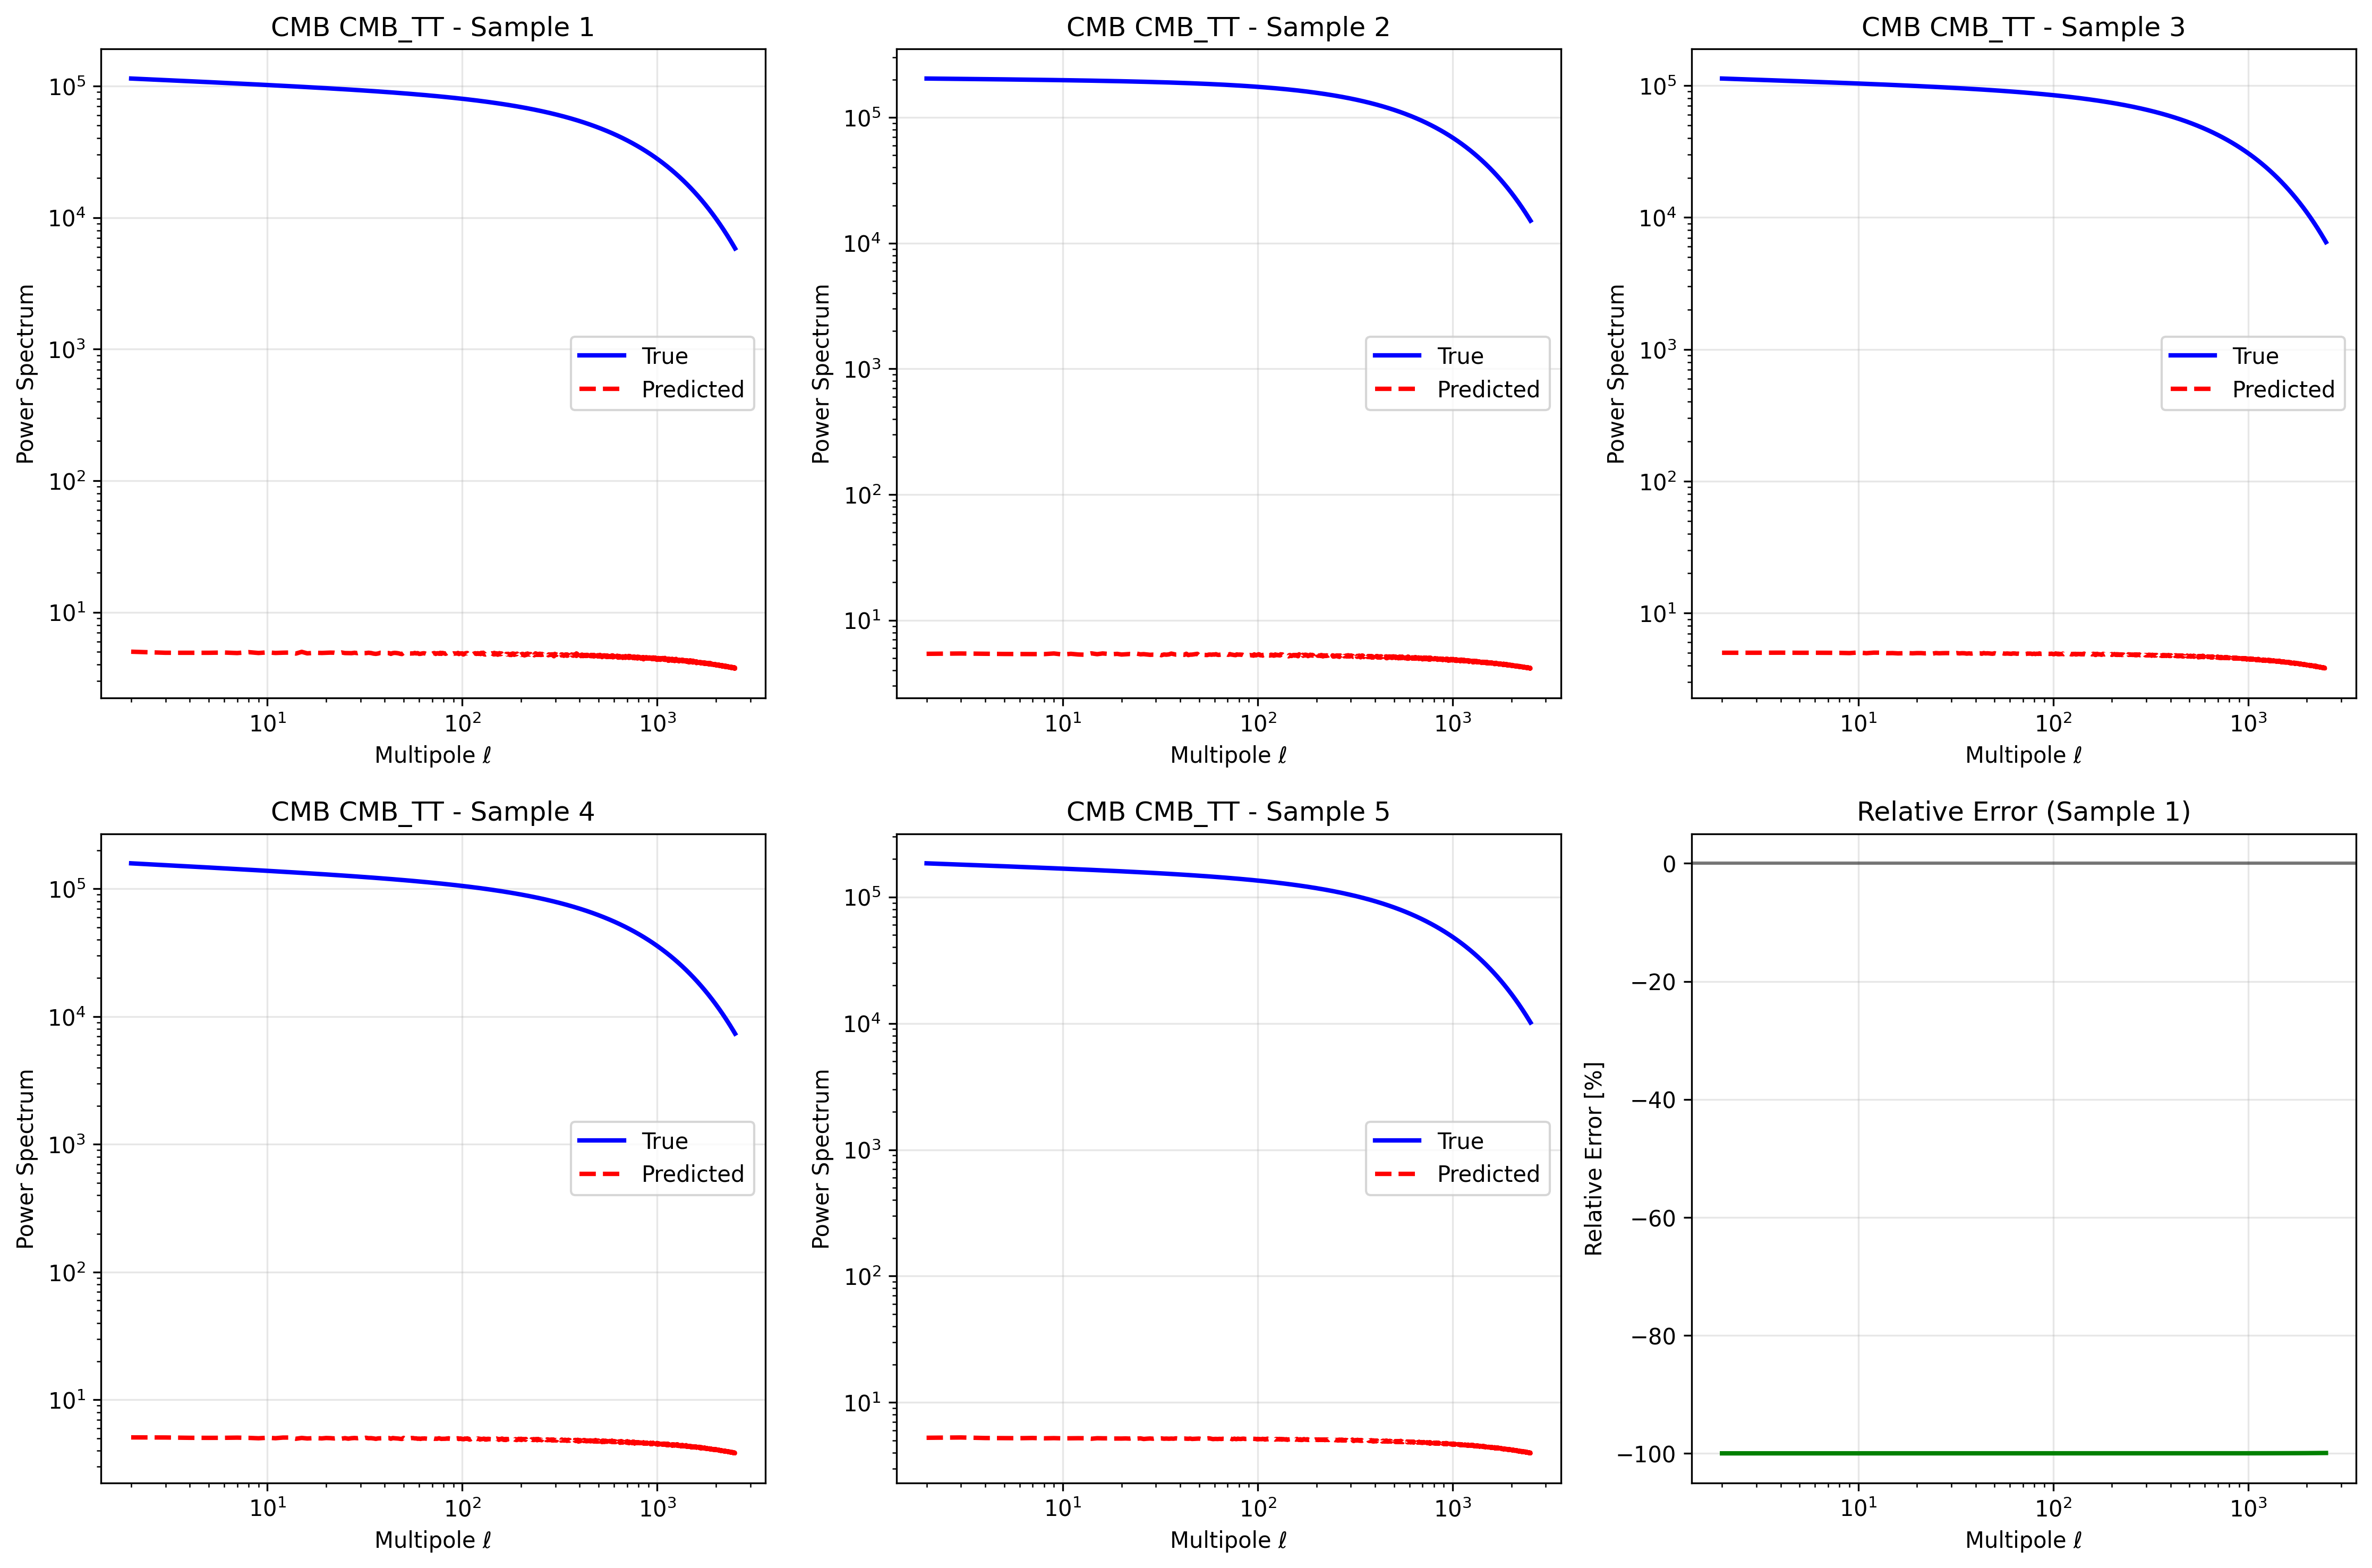 CMB CMB_TT - Sample 1
Power Spectrum
10⁵
10⁴
10³
10²
10¹
True
Predicted
10¹ 10² 10³
Multipole ℓ
CMB CMB_TT - Sample 2
Power Spectrum
10⁵
10⁴
10³
10²
10¹
True
Predicted
10¹ 10² 10³
Multipole ℓ
CMB CMB_TT - Sample 3
Power Spectrum
10⁵
10⁴
10³
10²
10¹
True
Predicted
10¹ 10² 10³
Multipole ℓ
CMB CMB_TT - Sample 4
Power Spectrum
10⁵
10⁴
10³
10²
10¹
True
Predicted
10¹ 10² 10³
Multipole ℓ
CMB CMB_TT - Sample 5
Power Spectrum
10⁵
10⁴
10³
10²
10¹
True
Predicted
10¹ 10² 10³
Multipole ℓ
Relative Error (Sample 1)
Relative Error [%]
0
−20
−40
−60
−80
−100
10¹ 10² 10³
Multipole ℓ